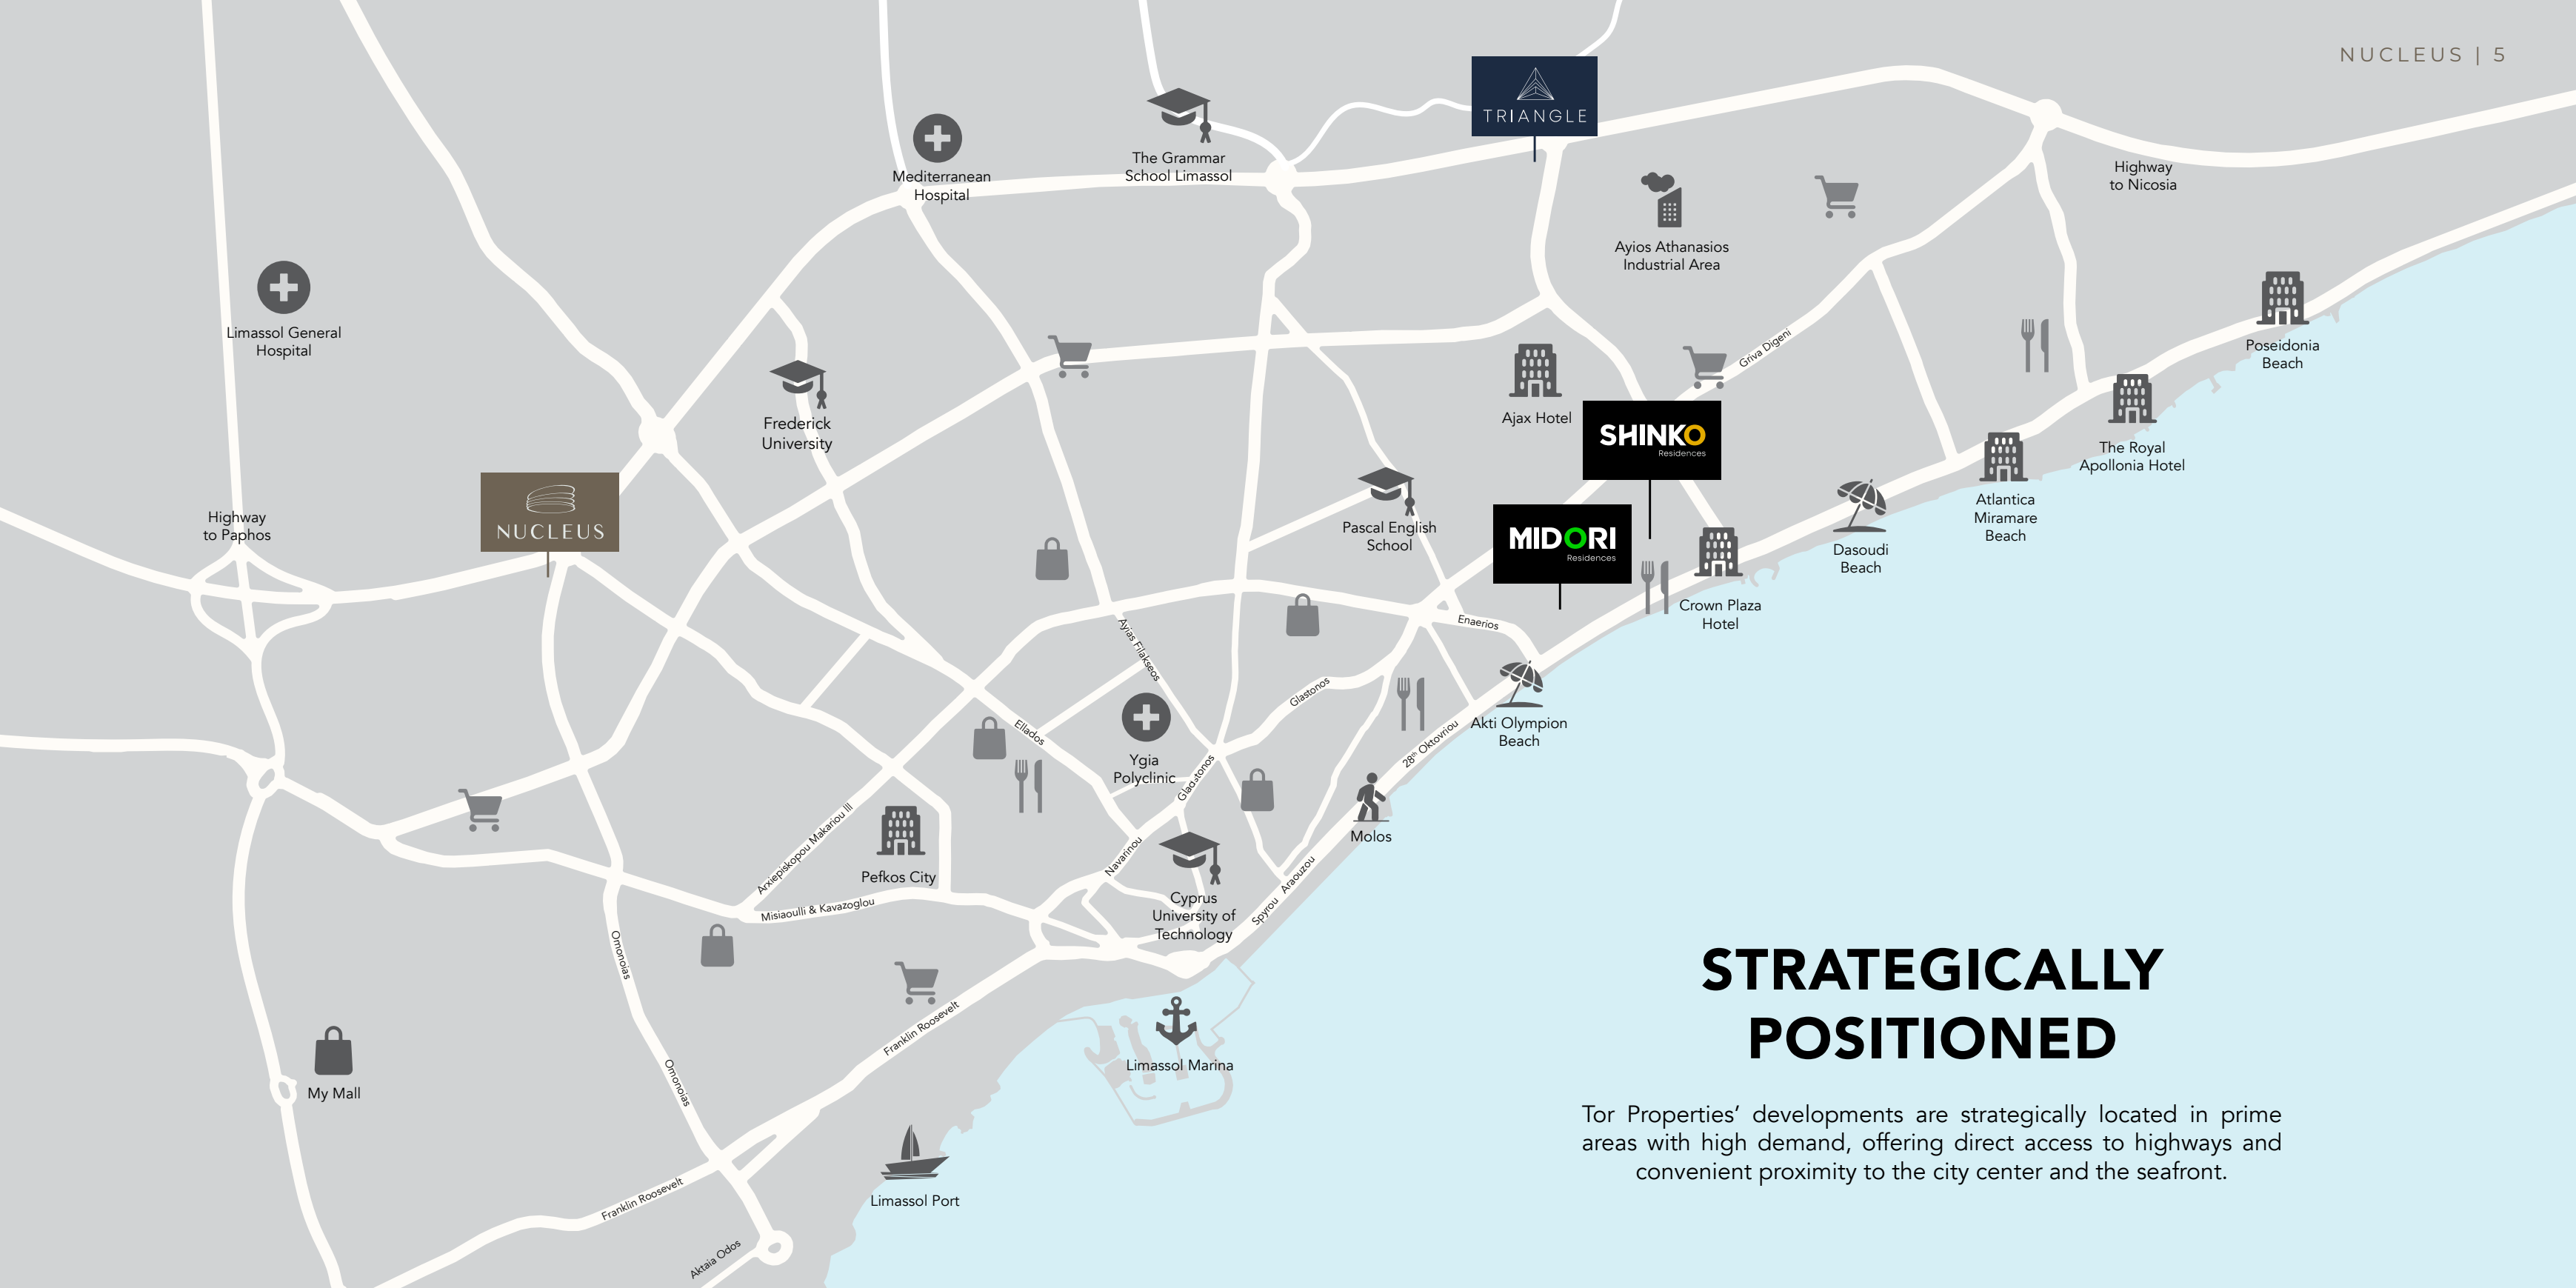 NUCLEUS | 5
TRIANGLE
The Grammar
School Limassol
Mediterranean
Hospital
Highway
to Nicosia
Ayios Athanasios
Industrial Area
Limassol General
Hospital
Griva Digeni
Poseidonia
Beach
Frederick
University
Ajax Hotel
SHINKO
Residences
The Royal
Apollonia Hotel
Highway
to Paphos
NUCLEUS
Pascal English
School
MIDORI
Residences
Atlantica
Miramare
Beach
Dasoudi
Beach
Crown Plaza
Hotel
Enaerios
Ayias Filakseos
Glastonos
Ellados
28th Oktovriou
Akti Olympion
Beach
Ygia
Polyclinic
Gladstonos
Molos
Arxiepiskopou Makariou III
Navarinou
Pefkos City
Misiaoulli & Kavazoglou
Cyprus
University of
Technology
Spyrou Araouzou
Omonoias
Franklin Roosevelt
Limassol Marina
My Mall
Omonoias
Limassol Port
Franklin Roosevelt
Aktaia Odos
STRATEGICALLY
POSITIONED
Tor Properties’ developments are strategically located in prime
areas with high demand, offering direct access to highways and
convenient proximity to the city center and the seafront.